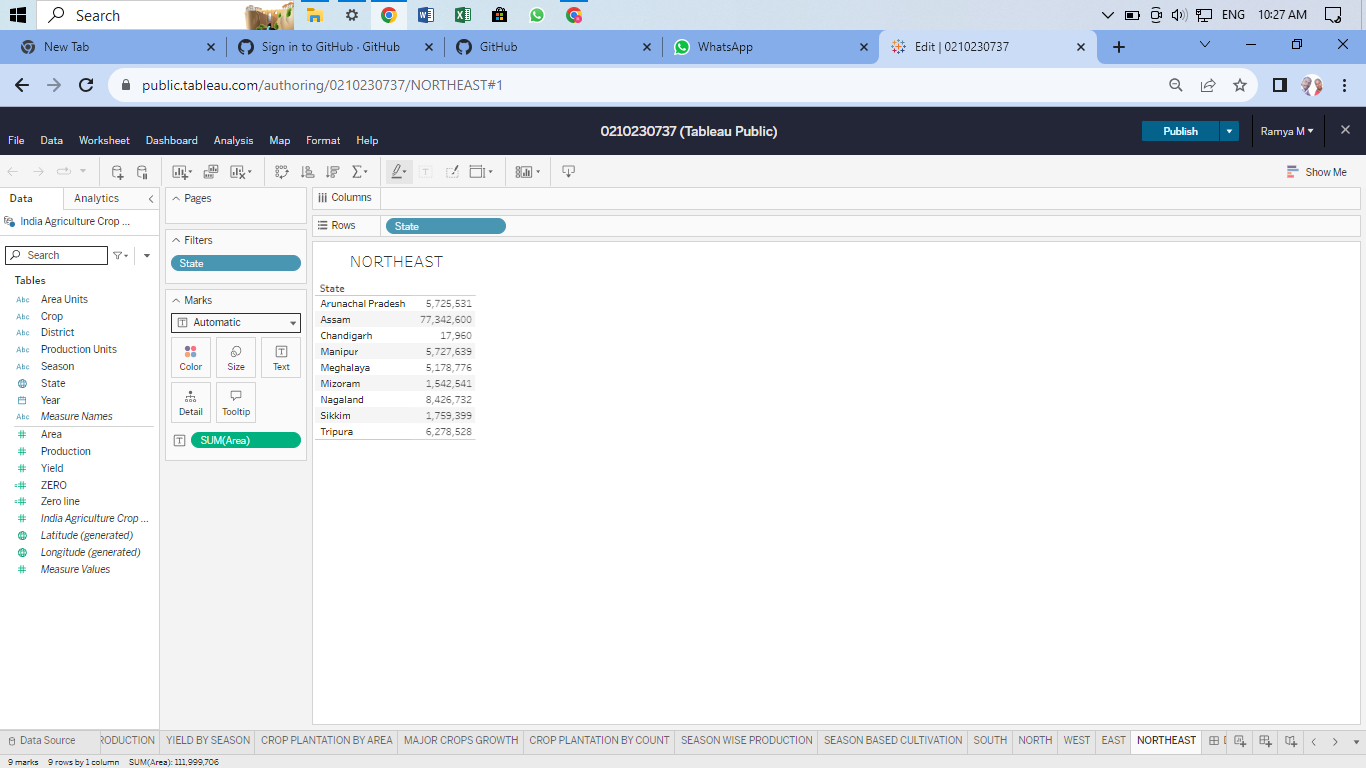 Search
ENG 10:27 AM
New Tab
Sign in to GitHub · GitHub
GitHub
WhatsApp
Edit | 0210230737
public.tableau.com/authoring/0210230737/NORTHEAST#1
0210230737 (Tableau Public)
Publish
Ramya M
File Data Worksheet Dashboard Analysis Map Format Help
Show Me
Data Analytics
India Agriculture Crop ...
Search
Tables
Abc Area Units
Abc Crop
Abc District
Abc Production Units
Abc Season
State
Year
Abc Measure Names
# Area
# Production
# Yield
=# ZERO
=# Zero line
# India Agriculture Crop ...
Latitude (generated)
Longitude (generated)
# Measure Values
Pages
Filters
State
Marks
Automatic
Color Size Text
Detail Tooltip
SUM(Area)
Columns
Rows State
NORTHEAST
State
Arunachal Pradesh 5,725,531
Assam 77,342,600
Chandigarh 17,960
Manipur 5,727,639
Meghalaya 5,178,776
Mizoram 1,542,541
Nagaland 8,426,732
Sikkim 1,759,399
Tripura 6,278,528
Data Source RODUCTION YIELD BY SEASON CROP PLANTATION BY AREA MAJOR CROPS GROWTH CROP PLANTATION BY COUNT SEASON WISE PRODUCTION SEASON BASED CULTIVATION SOUTH NORTH WEST EAST NORTHEAST
9 marks 9 rows by 1 column SUM(Area): 111,999,706